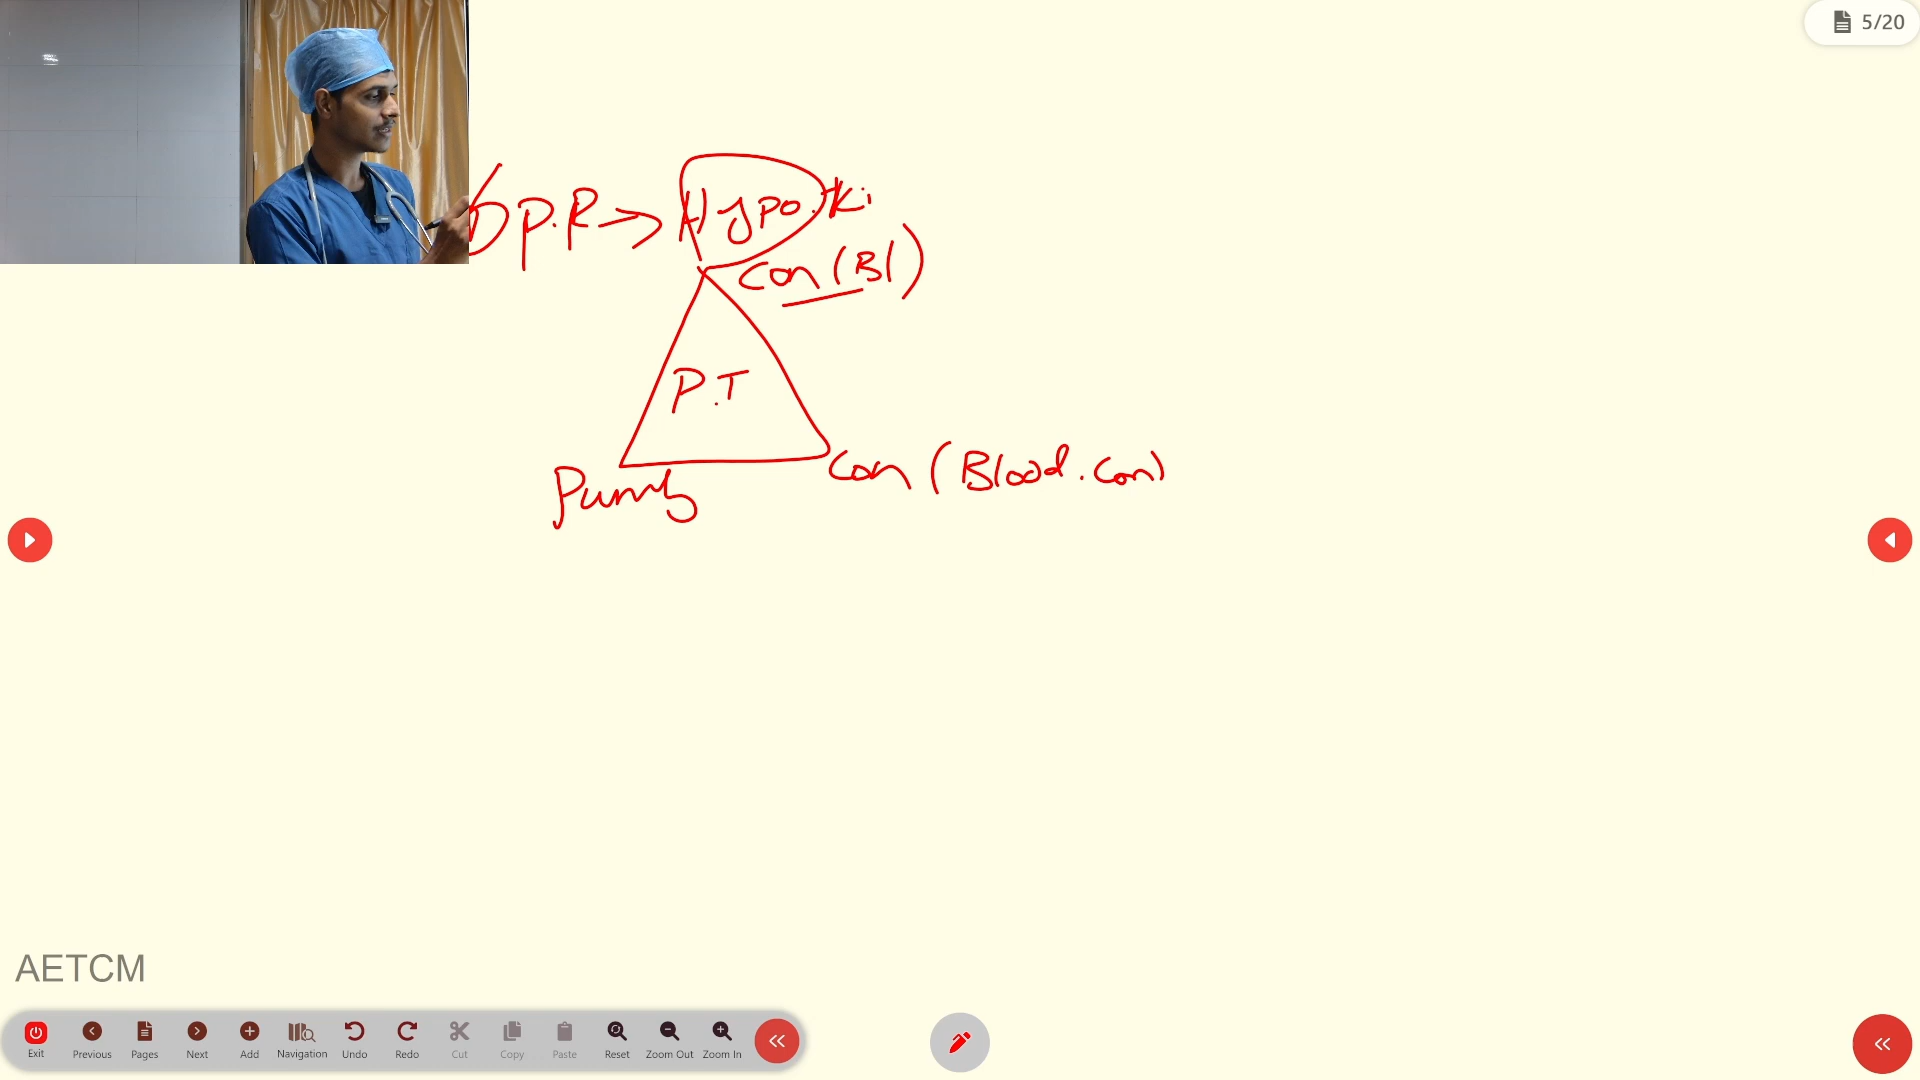 5/20
P.R → Hypo.Ki
Con (Bl)
P.T
Pump
Con (Blood.Con)
AETCM
Exit Previous Pages Next Add Navigation Undo Redo Cut Copy Paste Reset Zoom Out Zoom In